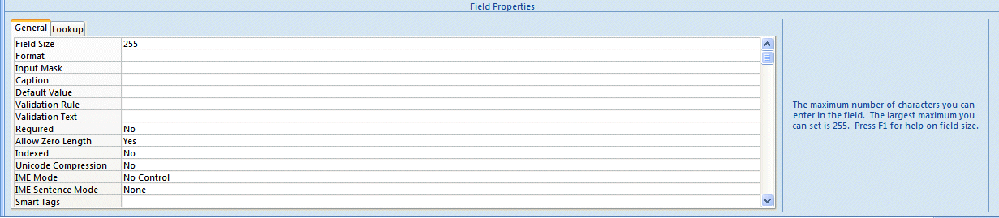 Field Properties
General Lookup
Field Size 255
Format
Input Mask
Caption
Default Value
Validation Rule
Validation Text
Required No
Allow Zero Length Yes
Indexed No
Unicode Compression No
IME Mode No Control
IME Sentence Mode None
Smart Tags
The maximum number of characters you can
enter in the field. The largest maximum you
can set is 255. Press F1 for help on field size.